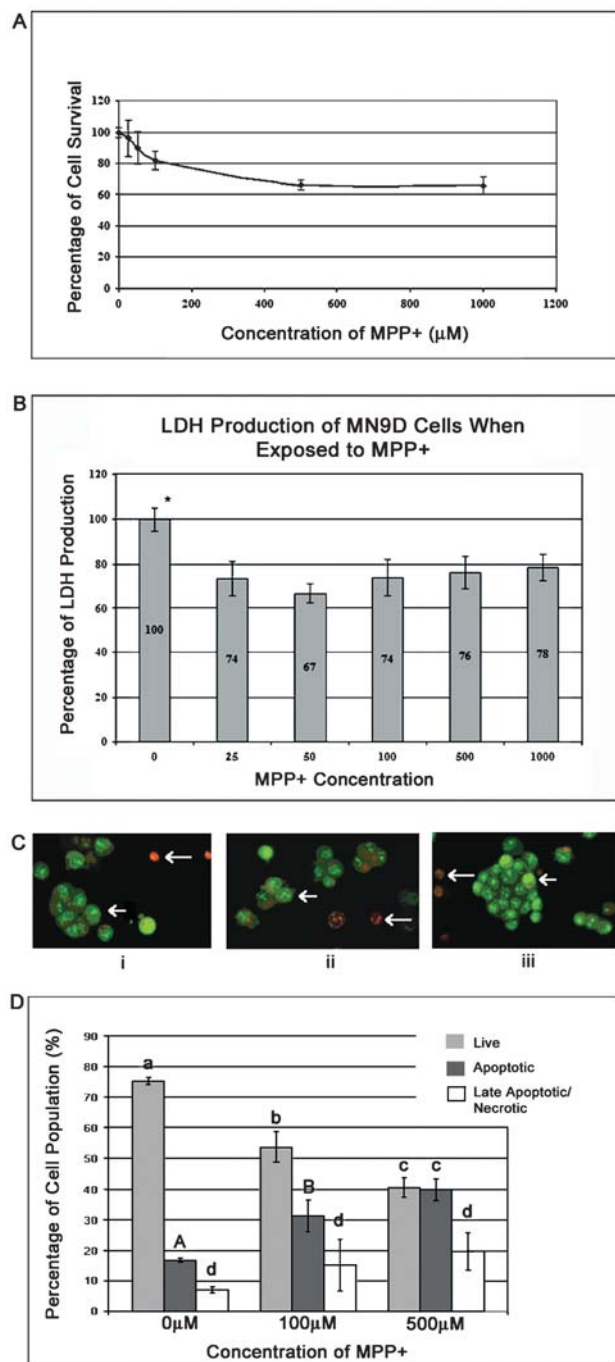 A
Percentage of Cell Survival
120
100
80
60
40
20
0
0 200 400 600 800 1000 1200
Concentration of MPP+ (µM)
B
LDH Production of MN9D Cells When
Exposed to MPP+
Percentage of LDH Production
120
100
80
60
40
20
0
*
100 74 67 74 76 78
0 25 50 100 500 1000
MPP+ Concentration
C
i ii iii
D
Percentage of Cell Population (%)
90
80
70
60
50
40
30
20
10
0
Live
Apoptotic
Late Apoptotic/
Necrotic
a A d b B d c c d
0µM 100µM 500µM
Concentration of MPP+